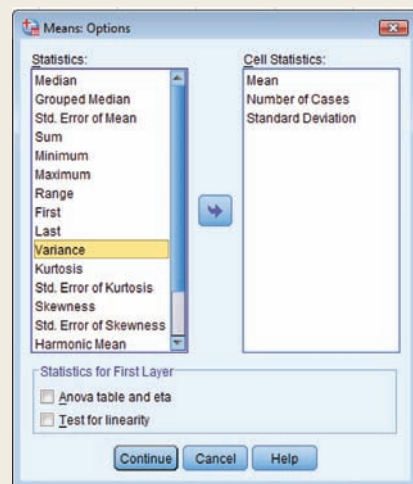 Means: Options
Statistics:
Median
Grouped Median
Std. Error of Mean
Sum
Minimum
Maximum
Range
First
Last
Variance
Kurtosis
Std. Error of Kurtosis
Skewness
Std. Error of Skewness
Harmonic Mean
Cell Statistics:
Mean
Number of Cases
Standard Deviation
Statistics for First Layer
Anova table and eta
Test for linearity
Continue
Cancel
Help